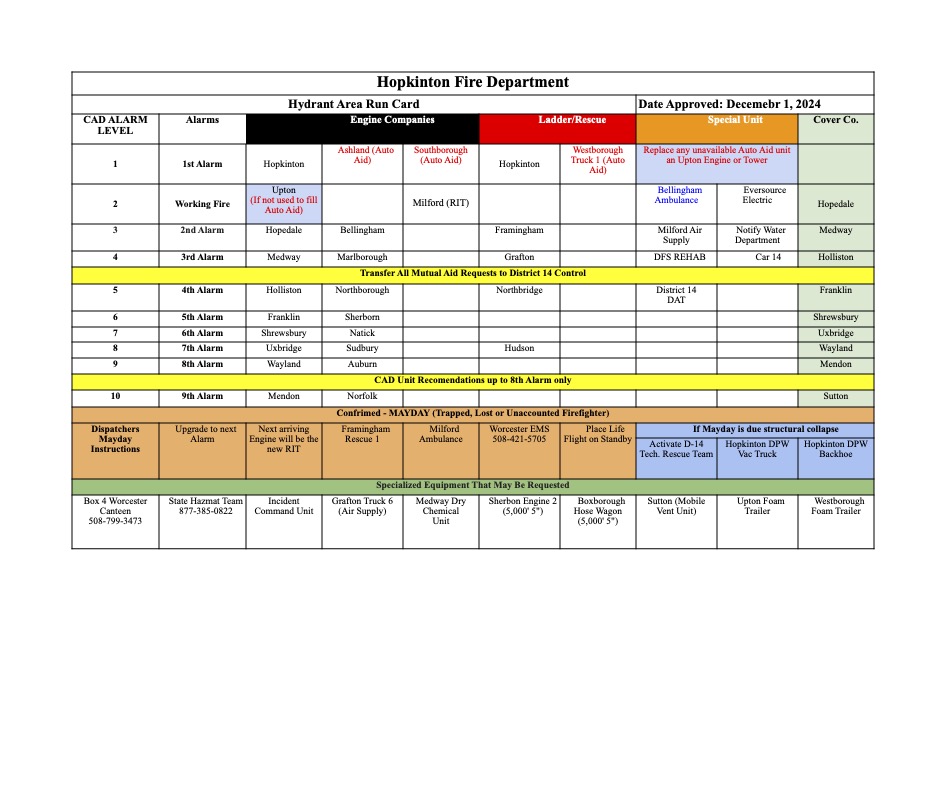 Hopkinton Fire Department
Hydrant Area Run Card
Date Approved: Decemebr 1, 2024
CAD ALARM
LEVEL
Alarms
Engine Companies
Ladder/Rescue
Special Unit
Cover Co.
1
1st Alarm
Hopkinton
Ashland (Auto
Aid)
Southborough
(Auto Aid)
Hopkinton
Westborough
Truck 1 (Auto
Aid)
Replace any unavailable Auto Aid unit
an Upton Engine or Tower
2
Working Fire
Upton
(If not used to fill
Auto Aid)
Milford (RIT)
Bellingham
Ambulance
Eversource
Electric
Hopedale
3
2nd Alarm
Hopedale
Bellingham
Framingham
Milford Air
Supply
Notify Water
Department
Medway
4
3rd Alarm
Medway
Marlborough
Grafton
DFS REHAB
Car 14
Holliston
Transfer All Mutual Aid Requests to District 14 Control
5
4th Alarm
Holliston
Northborough
Northbridge
District 14
DAT
Franklin
6
5th Alarm
Franklin
Sherborn
Shrewsbury
7
6th Alarm
Shrewsbury
Natick
Uxbridge
8
7th Alarm
Uxbridge
Sudbury
Hudson
Wayland
9
8th Alarm
Wayland
Auburn
Mendon
CAD Unit Recomendations up to 8th Alarm only
10
9th Alarm
Mendon
Norfolk
Sutton
Confrimed - MAYDAY (Trapped, Lost or Unaccounted Firefighter)
Dispatchers
Mayday
Instructions
Upgrade to next
Alarm
Next arriving
Engine will be the
new RIT
Framingham
Rescue 1
Milford
Ambulance
Worcester EMS
508-421-5705
Place Life
Flight on Standby
If Mayday is due structural collapse
Activate D-14
Tech. Rescue Team
Hopkinton DPW
Vac Truck
Hopkinton DPW
Backhoe
Specialized Equipment That May Be Requested
Box 4 Worcester
Canteen
508-799-3473
State Hazmat Team
877-385-0822
Incident
Command Unit
Grafton Truck 6
(Air Supply)
Medway Dry
Chemical
Unit
Sherbon Engine 2
(5,000' 5")
Boxborough
Hose Wagon
(5,000' 5")
Sutton (Mobile
Vent Unit)
Upton Foam
Trailer
Westborough
Foam Trailer